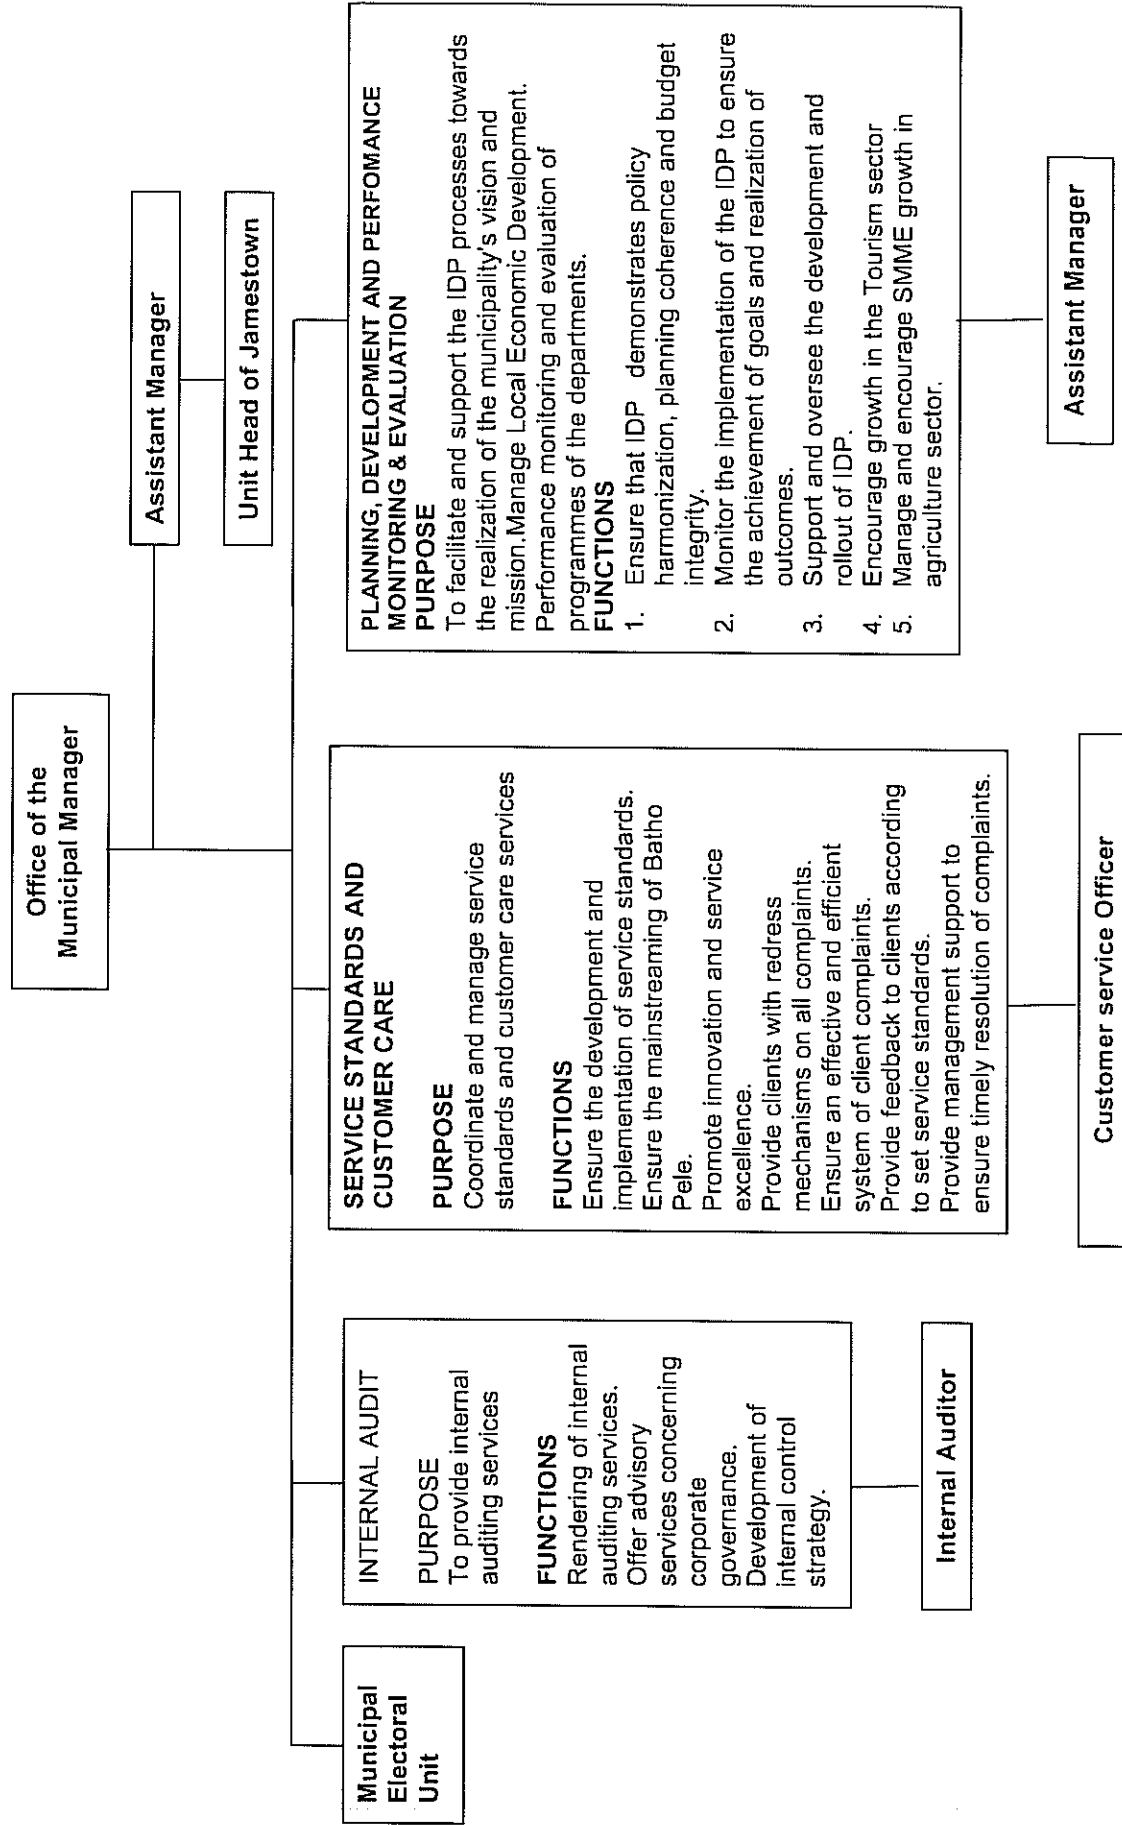 Office of the
Municipal Manager
Assistant Manager
Unit Head of Jamestown
Municipal
Electoral
Unit
INTERNAL AUDIT
PURPOSE
To provide internal
auditing services
FUNCTIONS
Rendering of internal
auditing services.
Offer advisory
services concerning
corporate
governance.
Development of
internal control
strategy.
Internal Auditor
SERVICE STANDARDS AND
CUSTOMER CARE
PURPOSE
Coordinate and manage service
standards and customer care services
FUNCTIONS
Ensure the development and
implementation of service standards.
Ensure the mainstreaming of Batho
Pele.
Promote innovation and service
excellence.
Provide clients with redress
mechanisms on all complaints.
Ensure an effective and efficient
system of client complaints.
Provide feedback to clients according
to set service standards.
Provide management support to
ensure timely resolution of complaints.
Customer service Officer
PLANNING, DEVELOPMENT AND PERFOMANCE
MONITORING & EVALUATION
PURPOSE
To facilitate and support the IDP processes towards
the realization of the municipality's vision and
mission.Manage Local Economic Development.
Performance monitoring and evaluation of
programmes of the departments.
FUNCTIONS
1. Ensure that IDP demonstrates policy
harmonization, planning coherence and budget
integrity.
2. Monitor the implementation of the IDP to ensure
the achievement of goals and realization of
outcomes.
3. Support and oversee the development and
rollout of IDP.
4. Encourage growth in the Tourism sector
5. Manage and encourage SMME growth in
agriculture sector.
Assistant Manager